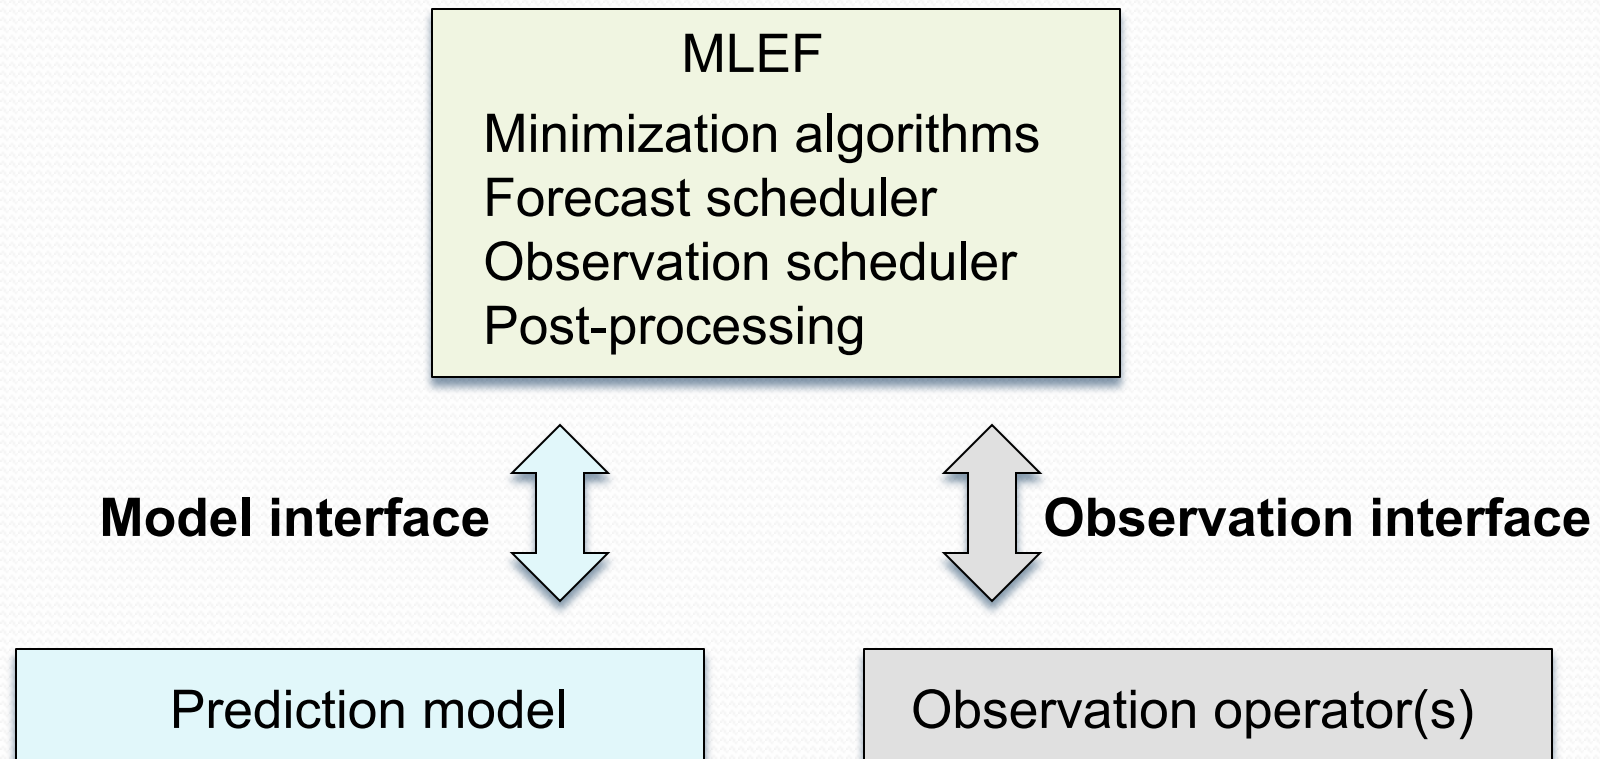 MLEF
Minimization algorithms
Forecast scheduler
Observation scheduler
Post-processing
Model interface
Observation interface
Prediction model
Observation operator(s)